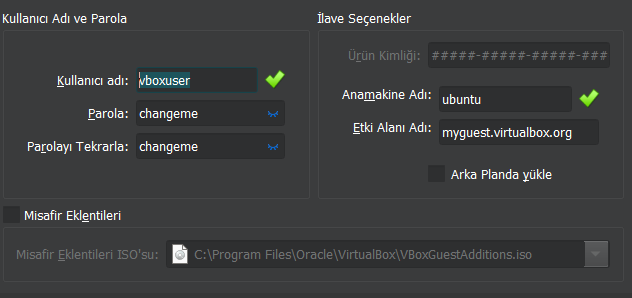 Kullanıcı Adı ve Parola
Kullanıcı adı: vboxuser
Parola: changeme
Parolayı Tekrarla: changeme
İlave Seçenekler
Ürün Kimliği: #####-#####-#####-###
Anamakine Adı: ubuntu
Etki Alanı Adı: myguest.virtualbox.org
Arka Planda yükle
Misafir Eklentileri
Misafir Eklentileri ISO'su: C:\Program Files\Oracle\VirtualBox\VBoxGuestAdditions.iso